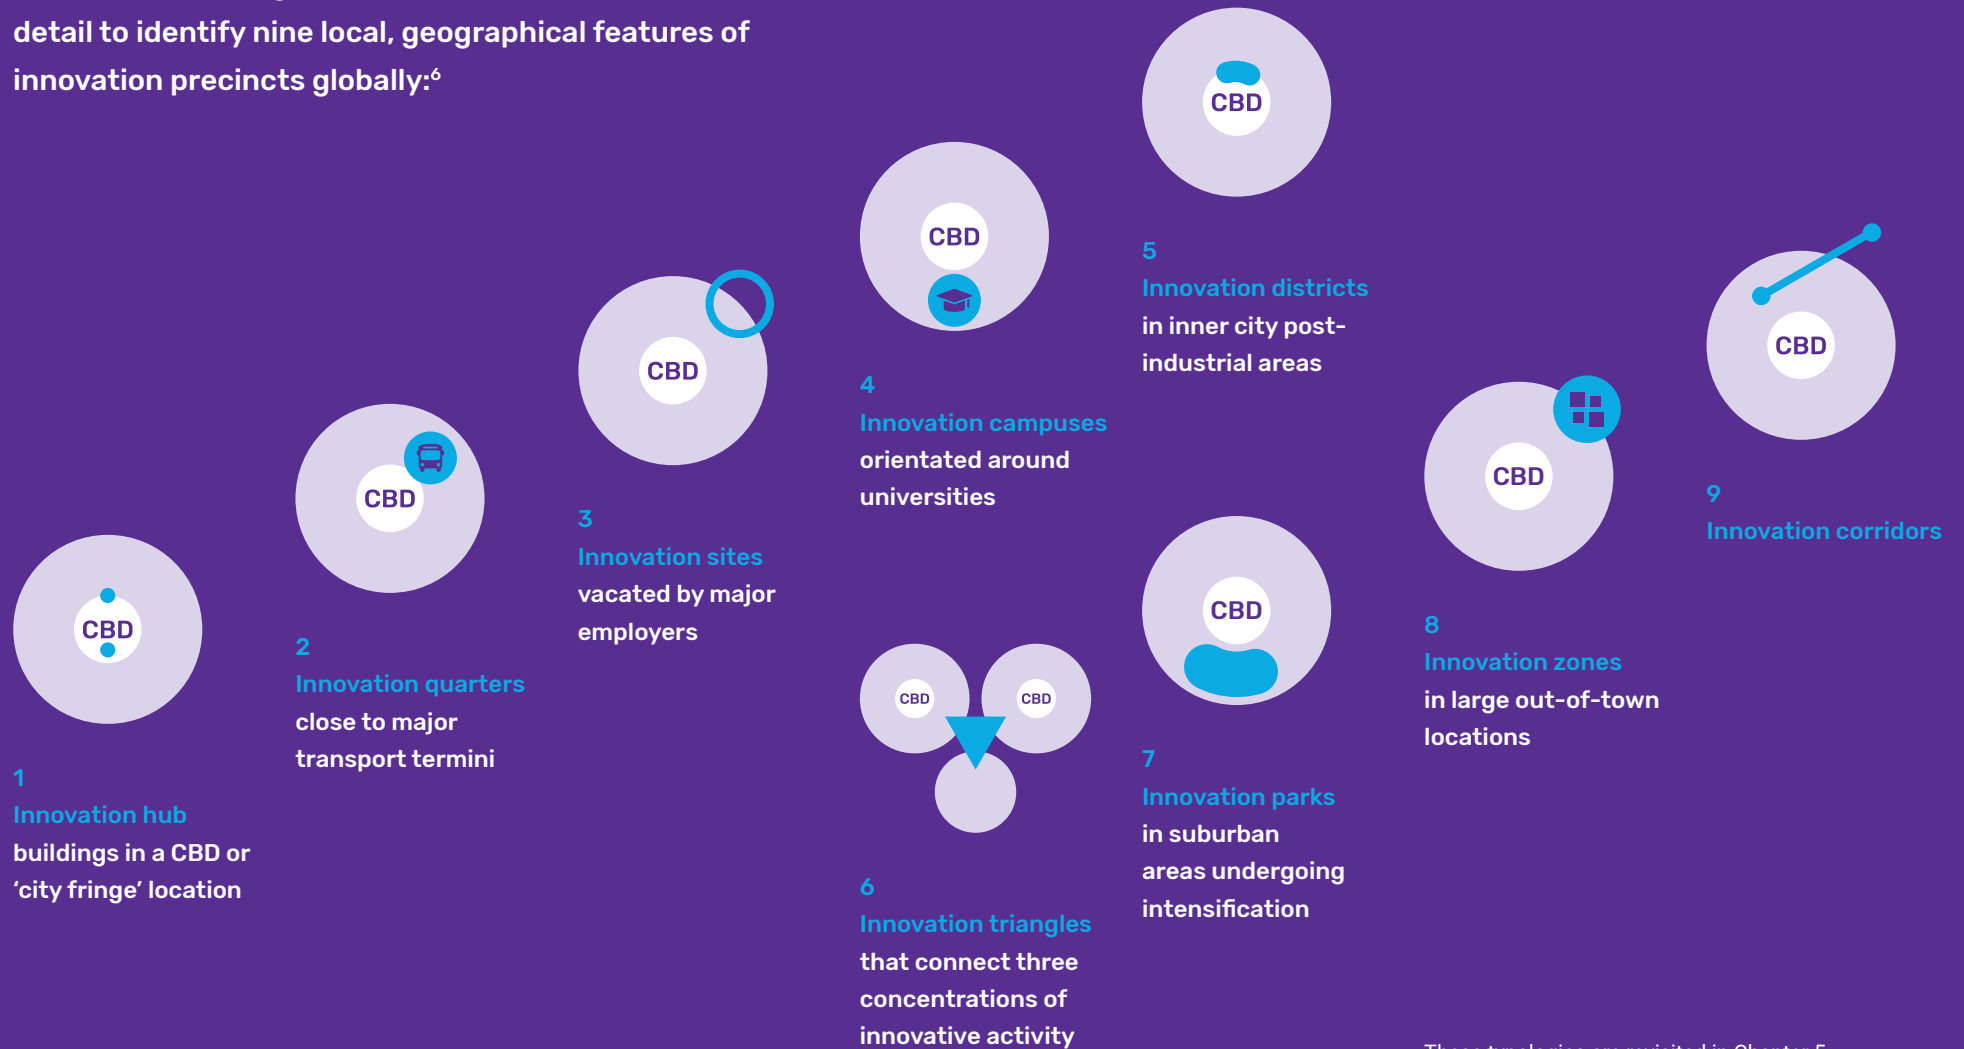 detail to identify nine local, geographical features of
innovation precincts globally:⁶
CBD
1
Innovation hub
buildings in a CBD or
‘city fringe’ location
CBD
2
Innovation quarters
close to major
transport termini
CBD
3
Innovation sites
vacated by major
employers
CBD
4
Innovation campuses
orientated around
universities
CBD
5
Innovation districts
in inner city post-
industrial areas
CBD
CBD
6
Innovation triangles
that connect three
concentrations of
innovative activity
CBD
7
Innovation parks
in suburban
areas undergoing
intensification
CBD
8
Innovation zones
in large out-of-town
locations
CBD
9
Innovation corridors